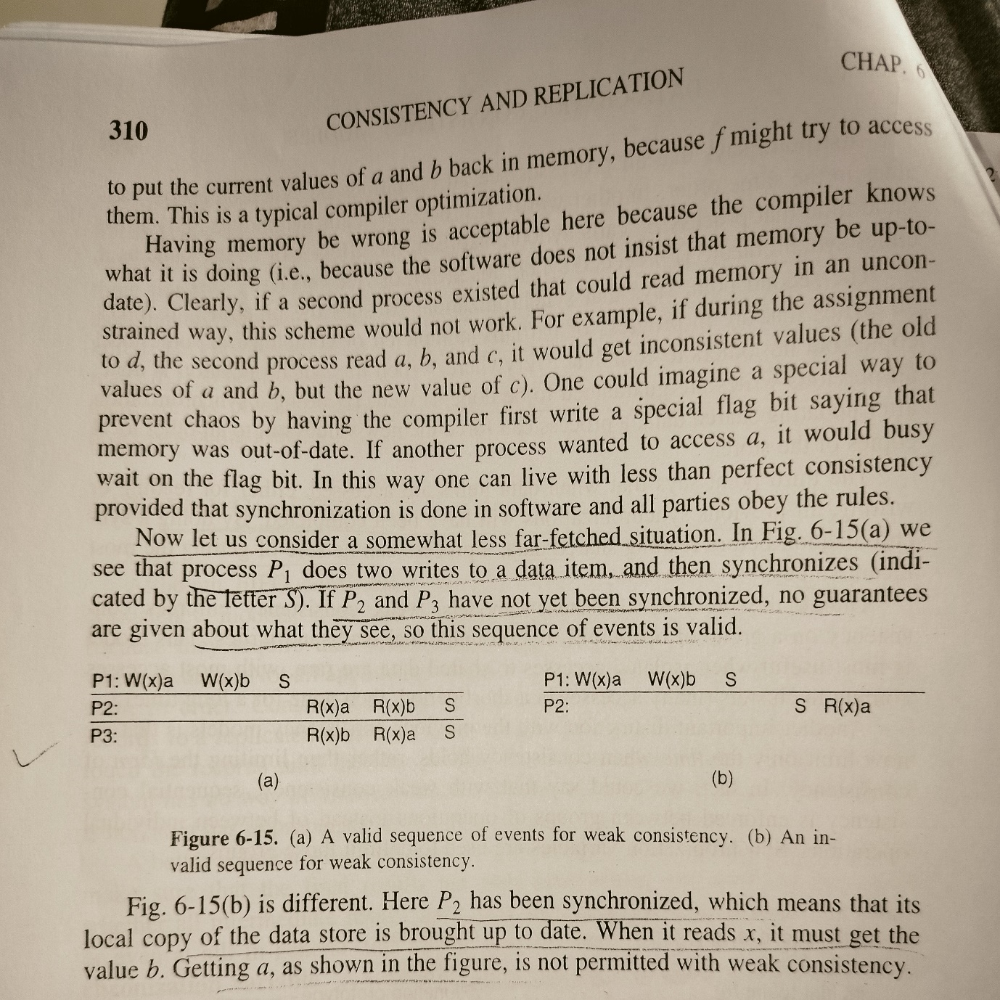 CHAP. 6
310 CONSISTENCY AND REPLICATION
to put the current values of a and b back in memory, because f might try to access
them. This is a typical compiler optimization.
Having memory be wrong is acceptable here because the compiler knows
what it is doing (i.e., because the software does not insist that memory be up-to-
date). Clearly, if a second process existed that could read memory in an uncon-
strained way, this scheme would not work. For example, if during the assignment
to d, the second process read a, b, and c, it would get inconsistent values (the old
values of a and b, but the new value of c). One could imagine a special way to
prevent chaos by having the compiler first write a special flag bit saying that
memory was out-of-date. If another process wanted to access a, it would busy
wait on the flag bit. In this way one can live with less than perfect consistency
provided that synchronization is done in software and all parties obey the rules.
Now let us consider a somewhat less far-fetched situation. In Fig. 6-15(a) we
see that process P1 does two writes to a data item, and then synchronizes (indi-
cated by the letter S). If P2 and P3 have not yet been synchronized, no guarantees
are given about what they see, so this sequence of events is valid.
P1: W(x)a W(x)b S
P2: R(x)a R(x)b S
P3: R(x)b R(x)a S
(a)
P1: W(x)a W(x)b S
P2: S R(x)a
(b)
Figure 6-15. (a) A valid sequence of events for weak consistency. (b) An in-
valid sequence for weak consistency.
Fig. 6-15(b) is different. Here P2 has been synchronized, which means that its
local copy of the data store is brought up to date. When it reads x, it must get the
value b. Getting a, as shown in the figure, is not permitted with weak consistency.